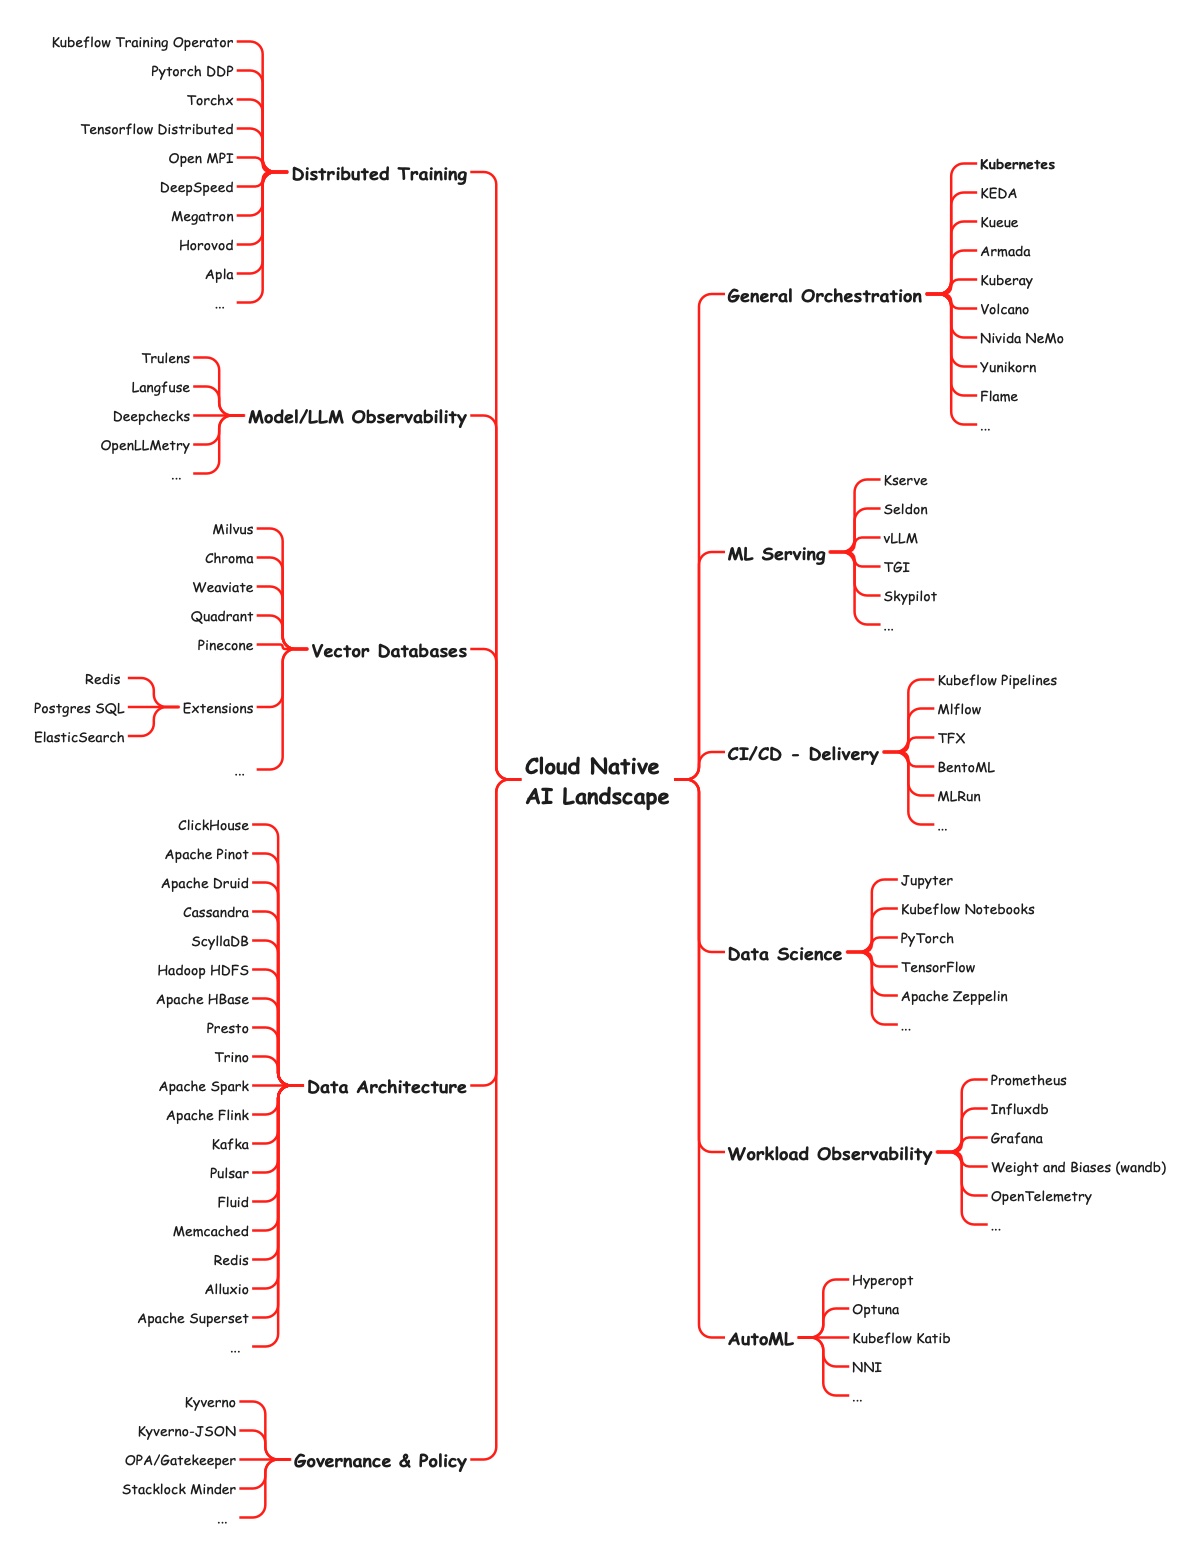 Kubeflow Training Operator
Pytorch DDP
Torchx
Tensorflow Distributed
Open MPI
DeepSpeed
Megatron
Horovod
Apla
...
Distributed Training
Trulens
Langfuse
Deepchecks
OpenLLMetry
...
Model/LLM Observability
Milvus
Chroma
Weaviate
Quadrant
Pinecone
Redis
Postgres SQL
ElasticSearch
Extensions
...
Vector Databases
ClickHouse
Apache Pinot
Apache Druid
Cassandra
ScyllaDB
Hadoop HDFS
Apache HBase
Presto
Trino
Apache Spark
Apache Flink
Kafka
Pulsar
Fluid
Memcached
Redis
Alluxio
Apache Superset
...
Data Architecture
Kyverno
Kyverno-JSON
OPA/Gatekeeper
Stacklock Minder
...
Governance & Policy
Cloud Native
AI Landscape
General Orchestration
Kubernetes
KEDA
Kueue
Armada
Kuberay
Volcano
Nivida NeMo
Yunikorn
Flame
...
ML Serving
Kserve
Seldon
vLLM
TGI
Skypilot
...
CI/CD - Delivery
Kubeflow Pipelines
Mlflow
TFX
BentoML
MLRun
...
Data Science
Jupyter
Kubeflow Notebooks
PyTorch
TensorFlow
Apache Zeppelin
...
Workload Observability
Prometheus
Influxdb
Grafana
Weight and Biases (wandb)
OpenTelemetry
...
AutoML
Hyperopt
Optuna
Kubeflow Katib
NNI
...